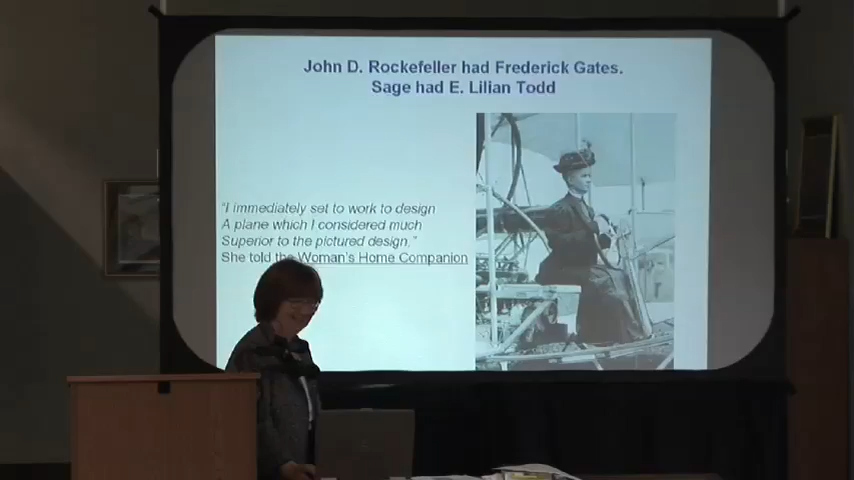 John D. Rockefeller had Frederick Gates.
Sage had E. Lilian Todd
"I immediately set to work to design
A plane which I considered much
Superior to the pictured design."
She told the Woman's Home Companion